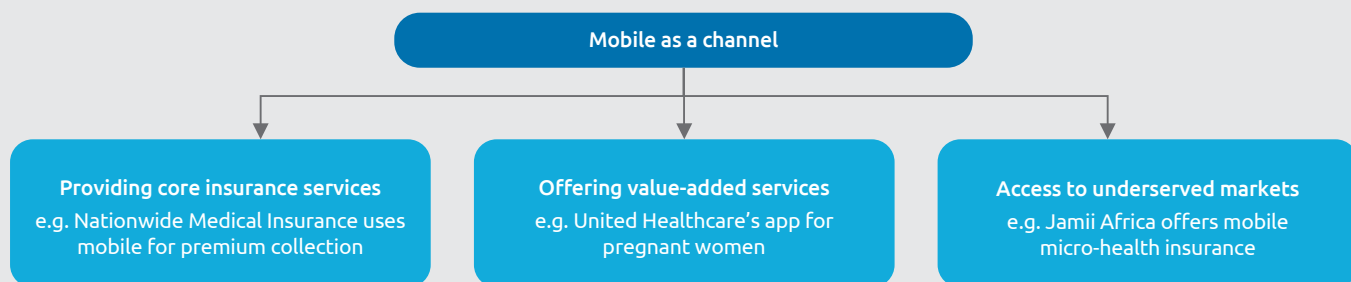 Mobile as a channel
Providing core insurance services
e.g. Nationwide Medical Insurance uses
mobile for premium collection
Offering value-added services
e.g. United Healthcare’s app for
pregnant women
Access to underserved markets
e.g. Jamii Africa offers mobile
micro-health insurance